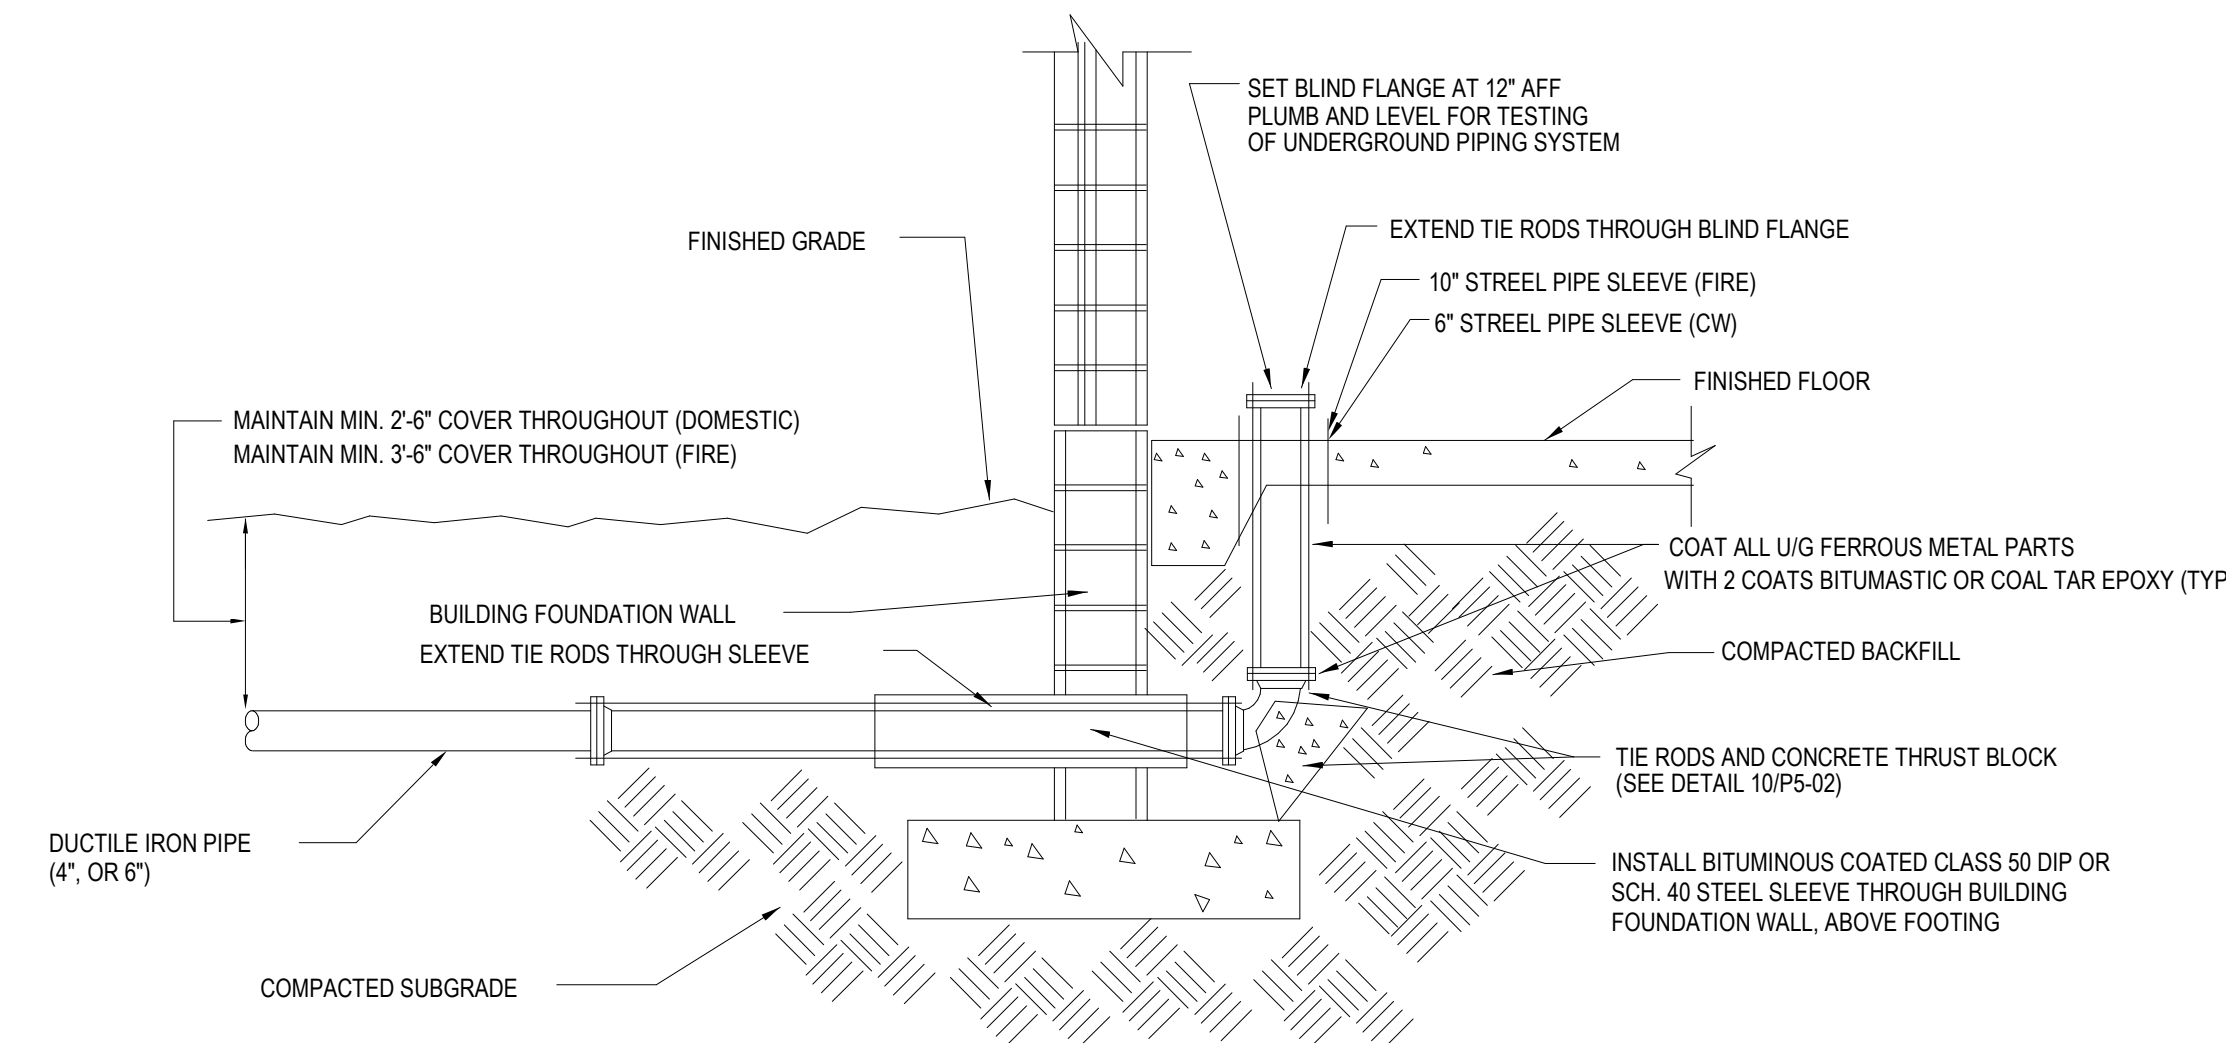 SET BLIND FLANGE AT 12" AFF
PLUMB AND LEVEL FOR TESTING
OF UNDERGROUND PIPING SYSTEM
FINISHED GRADE
EXTEND TIE RODS THROUGH BLIND FLANGE
10" STREEL PIPE SLEEVE (FIRE)
6" STREEL PIPE SLEEVE (CW)
FINISHED FLOOR
MAINTAIN MIN. 2'-6" COVER THROUGHOUT (DOMESTIC)
MAINTAIN MIN. 3'-6" COVER THROUGHOUT (FIRE)
COAT ALL U/G FERROUS METAL PARTS
WITH 2 COATS BITUMASTIC OR COAL TAR EPOXY (TYP
BUILDING FOUNDATION WALL
EXTEND TIE RODS THROUGH SLEEVE
COMPACTED BACKFILL
TIE RODS AND CONCRETE THRUST BLOCK
(SEE DETAIL 10/P5-02)
DUCTILE IRON PIPE
(4", OR 6")
INSTALL BITUMINOUS COATED CLASS 50 DIP OR
SCH. 40 STEEL SLEEVE THROUGH BUILDING
FOUNDATION WALL, ABOVE FOOTING
COMPACTED SUBGRADE